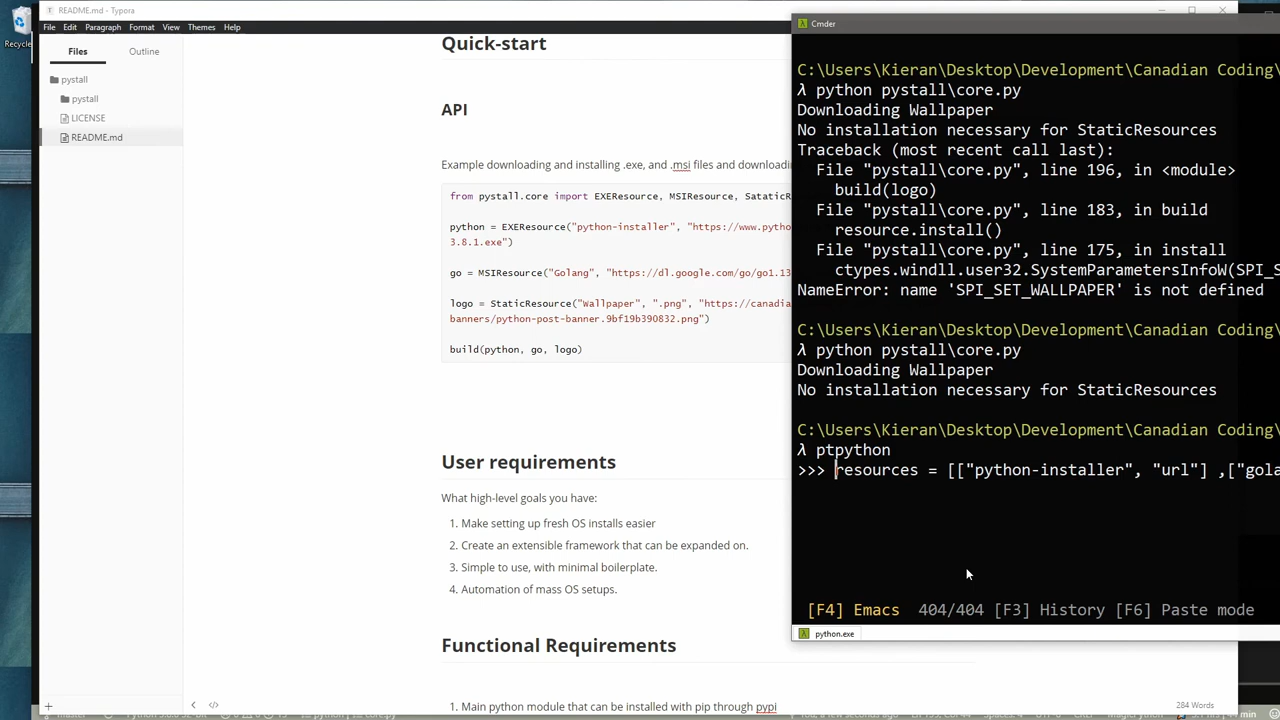 README.md - Typora
File Edit Paragraph Format View Themes Help
Files Outline
pystall
pystall
LICENSE
README.md
Quick-start
API
Example downloading and installing .exe, and .msi files and downloadi
from pystall.core import EXEResource, MSIResource, SataticR
python = EXEResource("python-installer", "https://www.pytho
3.8.1.exe")
go = MSIResource("Golang", "https://dl.google.com/go/go1.13
logo = StaticResource("Wallpaper", ".png", "https://canadia
banners/python-post-banner.9bf19b390832.png")
build(python, go, logo)
User requirements
What high-level goals you have:
1. Make setting up fresh OS installs easier
2. Create an extensible framework that can be expanded on.
3. Simple to use, with minimal boilerplate.
4. Automation of mass OS setups.
Functional Requirements
1. Main python module that can be installed with pip through pypi
284 Words
Recycle
Cmder
C:\Users\Kieran\Desktop\Development\Canadian Coding\
λ python pystall\core.py
Downloading Wallpaper
No installation necessary for StaticResources
Traceback (most recent call last):
File "pystall\core.py", line 196, in <module>
build(logo)
File "pystall\core.py", line 183, in build
resource.install()
File "pystall\core.py", line 175, in install
ctypes.windll.user32.SystemParametersInfoW(SPI_S
NameError: name 'SPI_SET_WALLPAPER' is not defined
C:\Users\Kieran\Desktop\Development\Canadian Coding\
λ python pystall\core.py
Downloading Wallpaper
No installation necessary for StaticResources
C:\Users\Kieran\Desktop\Development\Canadian Coding\
λ ptpython
>>> resources = [["python-installer", "url"] ,["gola
[F4] Emacs 404/404 [F3] History [F6] Paste mode
python.exe